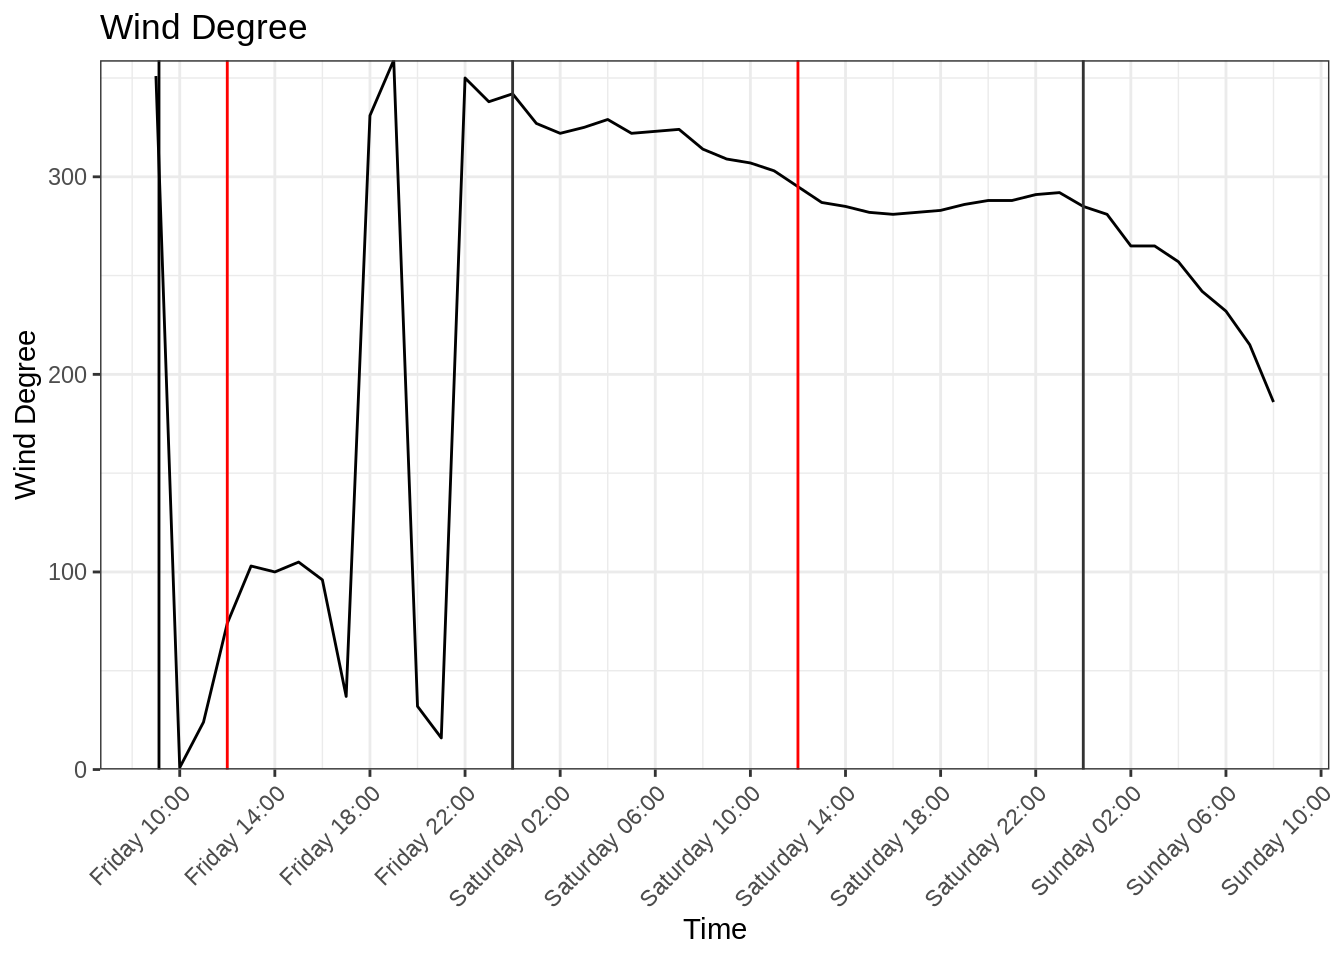 Wind Degree
Wind Degree
300
200
100
0
Friday 10:00
Friday 14:00
Friday 18:00
Friday 22:00
Saturday 02:00
Saturday 06:00
Saturday 10:00
Saturday 14:00
Saturday 18:00
Saturday 22:00
Sunday 02:00
Sunday 06:00
Sunday 10:00
Time